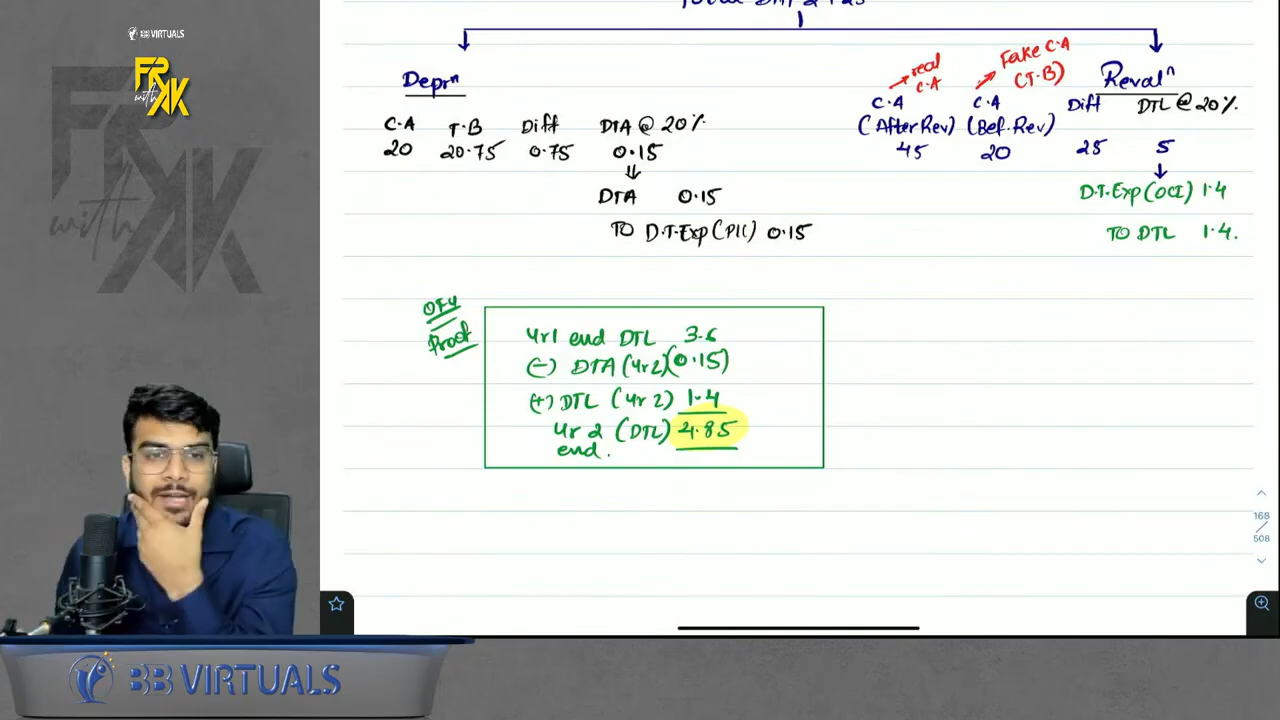 BB VIRTUALS
FR
with
AK
Deprⁿ
C.A T.B Diff DTA @ 20%
20 20.75 0.75 0.15
DTA 0.15
TO D.T.Exp(P/L) 0.15
real C.A
Fake C.A
(T.B)
Revalⁿ
C.A C.A Diff DTL @ 20%.
(After Rev) (Bef.Rev)
45 20 25 5
D.T.Exp(OCI) 1.4
TO DTL 1.4.
Proof
Yr1 end DTL 3.6
(-) DTA (Yr2) (0.15)
(+) DTL (Yr 2) 1.4
Yr 2 (DTL) 4.85
end.
168
508
BB VIRTUALS